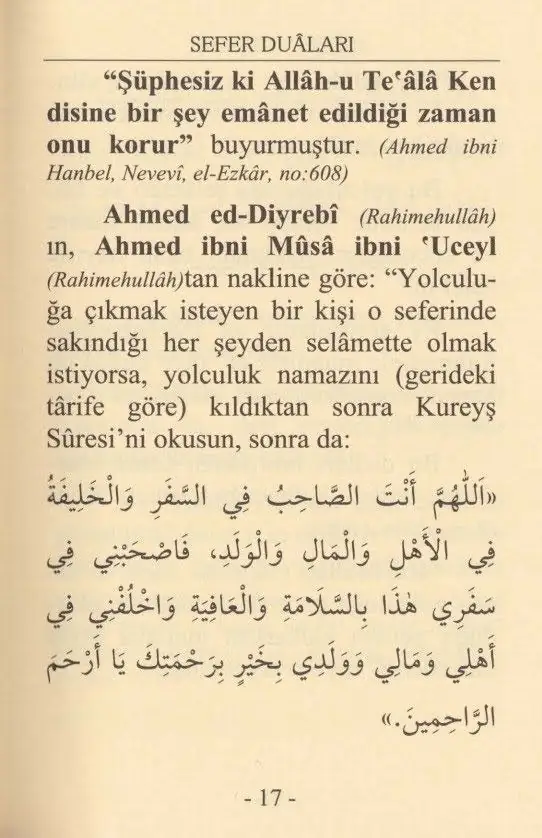 SEFER DUÂLARI
“Şüphesiz ki Allâh-u Te‘âlâ Ken
disine bir şey emânet edildiği zaman
onu korur” buyurmuştur. (Ahmed ibni
Hanbel, Nevevî, el-Ezkâr, no:608)
Ahmed ed-Diyrebî (Rahimehullâh)
ın, Ahmed ibni Mûsâ ibni ‘Uceyl
(Rahimehullâh)tan nakline göre: “Yolculu-
ğa çıkmak isteyen bir kişi o seferinde
sakındığı her şeyden selâmette olmak
istiyorsa, yolculuk namazını (gerideki
târife göre) kıldıktan sonra Kureyş
Sûresi’ni okusun, sonra da:
«اَللّٰهُمَّ أَنْتَ الصَّاحِبُ فِي السَّفَرِ وَالْخَلِيفَةُ
فِي الْأَهْلِ وَالْمَالِ وَالْوَلَدِ، فَاصْحَبْنِي فِي
سَفَرِي هٰذَا بِالسَّلَامَةِ وَالْعَافِيَةِ وَاخْلُفْنِي فِي
أَهْلِي وَمَالِي وَوَلَدِي بِخَيْرٍ بِرَحْمَتِكَ يَا أَرْحَمَ
الرَّاحِمِينَ.»
- 17 -